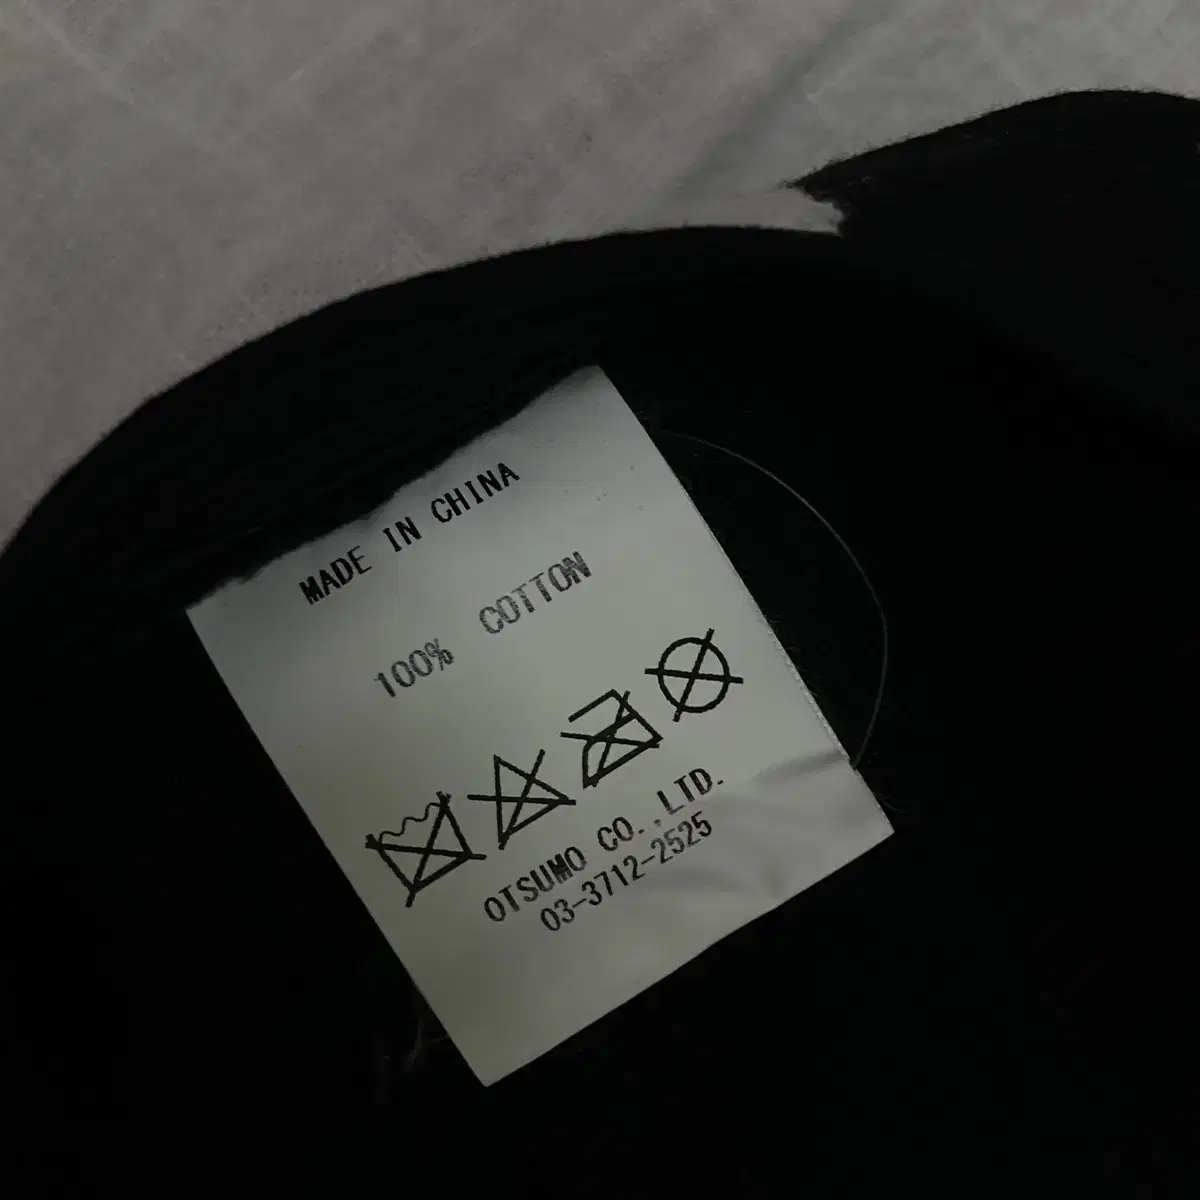 MADE IN CHINA
100% COTTON
OTSUMO CO.,LTD.
03-3712-2525